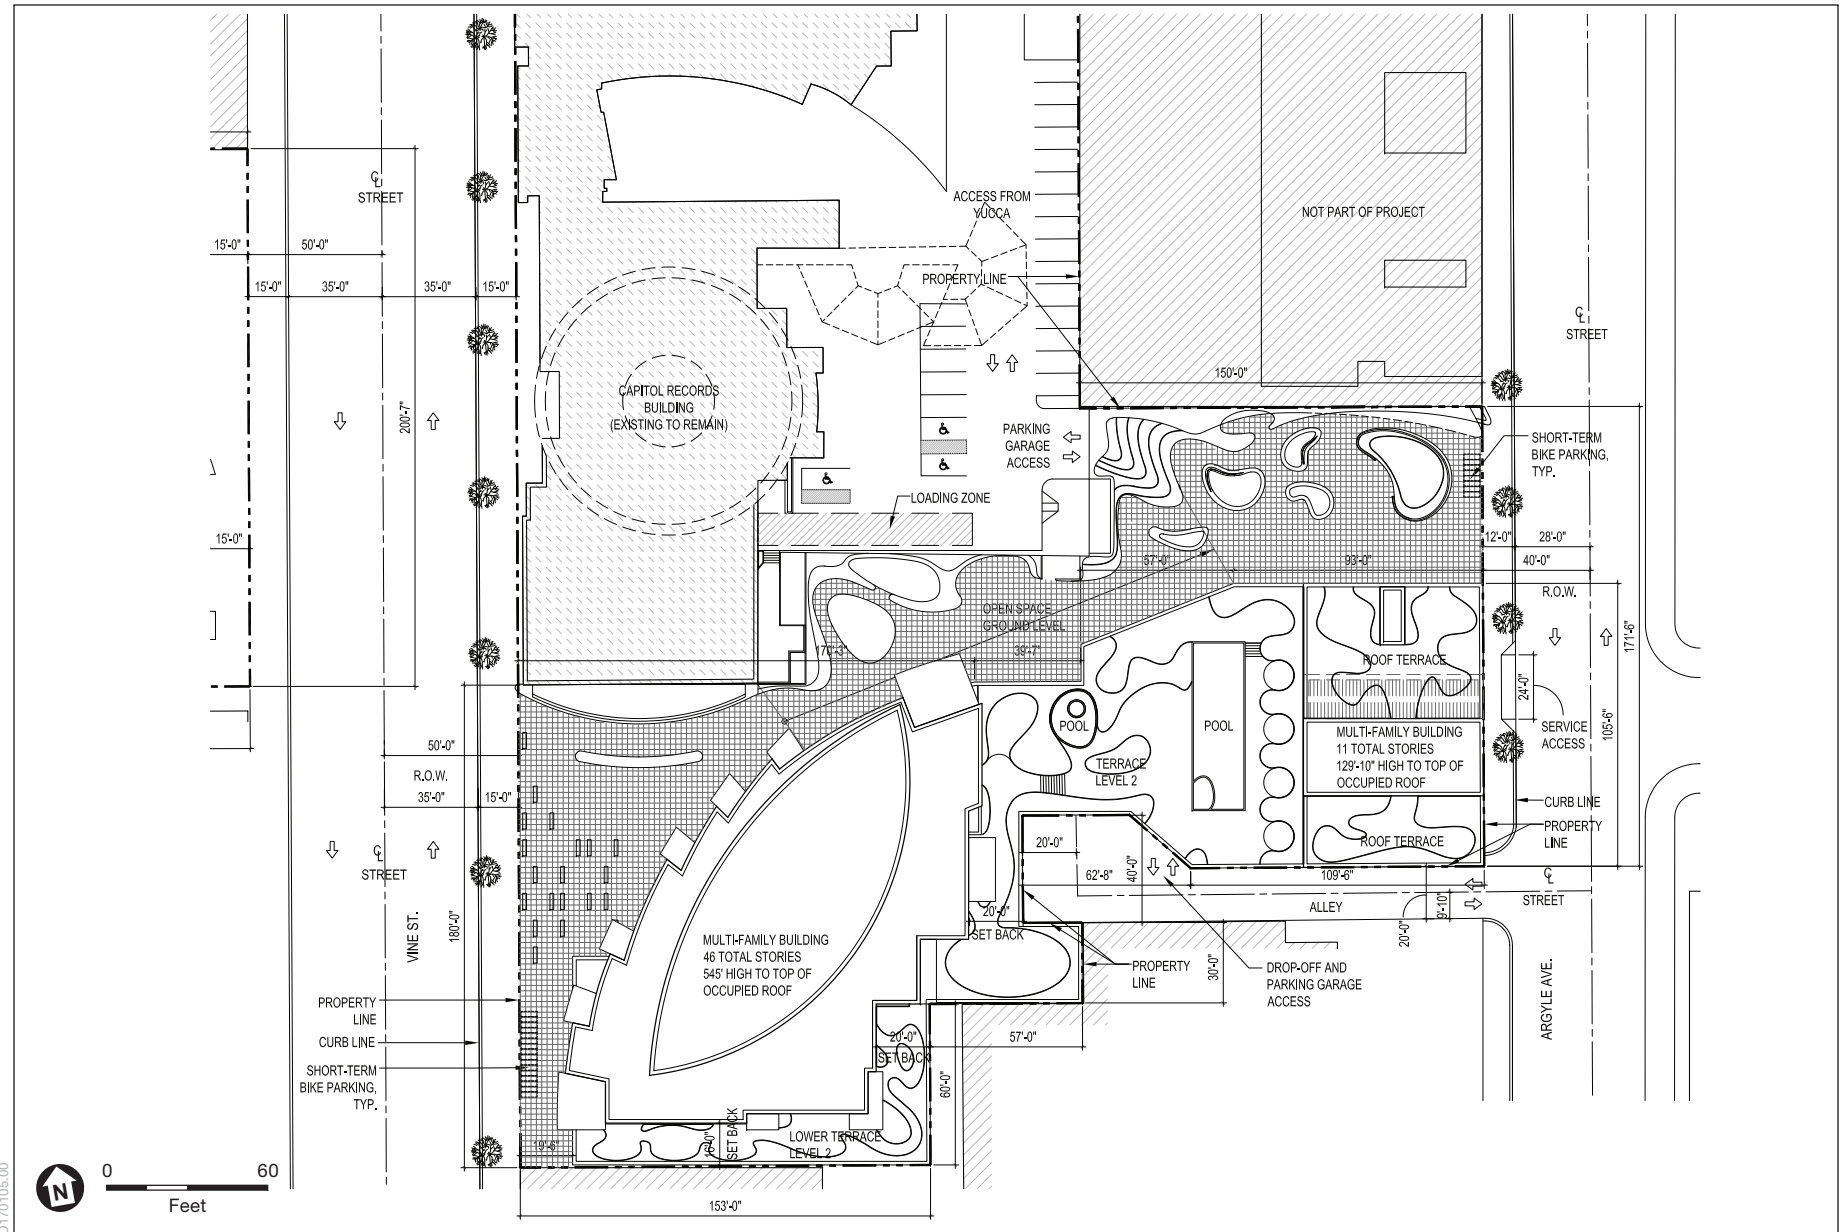 ℄
STREET
ACCESS FROM
YUCCA
NOT PART OF PROJECT
15'-0"
50'-0"
PROPERTY LINE
15'-0"
35'-0"
35'-0"
15'-0"
℄
STREET
200'-7"
150'-0"
CAPITOL RECORDS
BUILDING
(EXISTING TO REMAIN)
PARKING
GARAGE
ACCESS
SHORT-TERM
BIKE PARKING,
TYP.
LOADING ZONE
15'-0"
12'-0"
28'-0"
57'-0"
93'-0"
40'-0"
R.O.W.
OPEN SPACE
GROUND LEVEL
171'-6"
170'-3"
39'-7"
ROOF TERRACE
24'-0"
SERVICE
ACCESS
105'-6"
POOL
POOL
50'-0"
R.O.W.
35'-0"
15'-0"
TERRACE
LEVEL 2
MULTI-FAMILY BUILDING
11 TOTAL STORIES
129'-10" HIGH TO TOP OF
OCCUPIED ROOF
CURB LINE
PROPERTY
LINE
ROOF TERRACE
℄
STREET
20'-0"
62'-8"
40'-0"
109'-6"
℄
STREET
ALLEY
9'-10"
20'-0"
VINE ST.
180'-0"
20'-0"
SET BACK
MULTI-FAMILY BUILDING
46 TOTAL STORIES
545' HIGH TO TOP OF
OCCUPIED ROOF
PROPERTY
LINE
30'-0"
DROP-OFF AND
PARKING GARAGE
ACCESS
ARGYLE AVE.
PROPERTY
LINE
CURB LINE
SHORT-TERM
BIKE PARKING,
TYP.
20'-0"
SET BACK
57'-0"
60'-0"
16'-0"
SET BACK
LOWER TERRACE
LEVEL 2
19'-6"
153'-0"
N
0 60
Feet
D170105.00